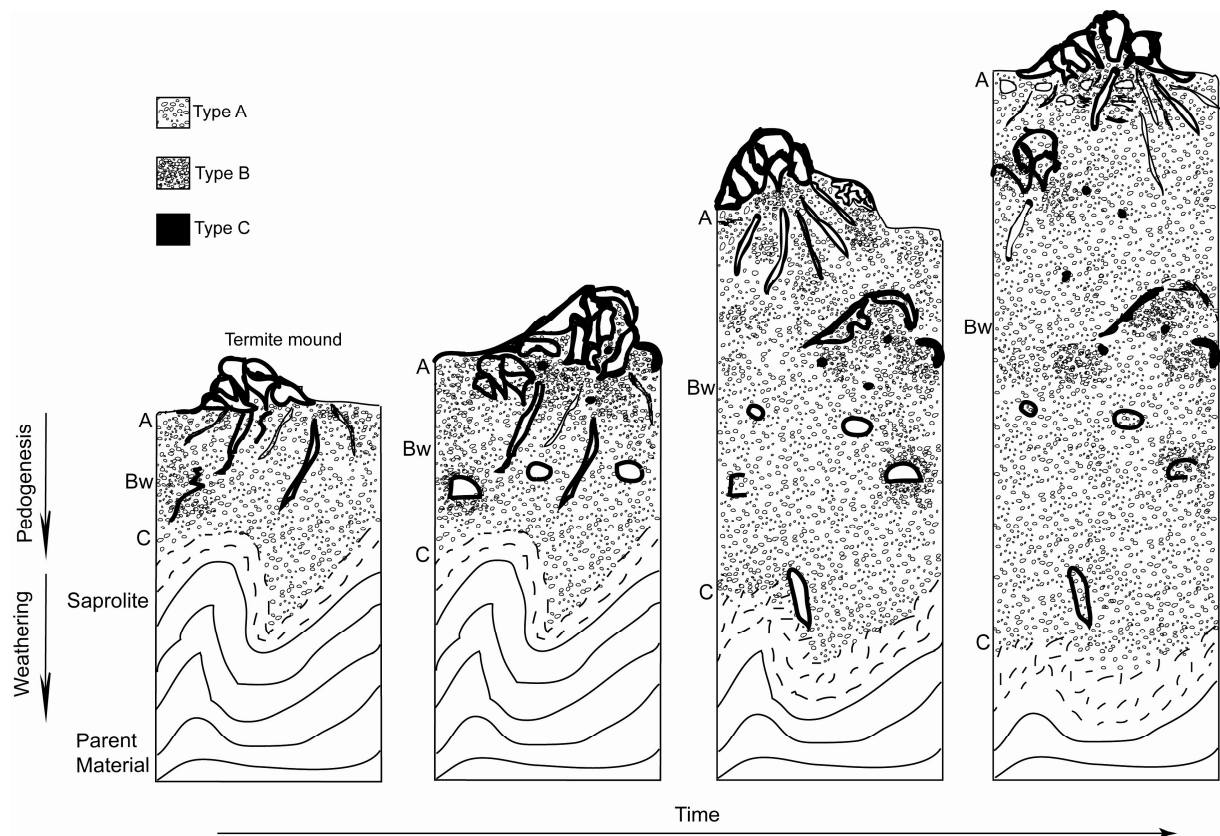 Type A
Type B
Type C
Termite mound
A
Bw
C
Saprolite
Parent
Material
Pedogenesis
Weathering
A
Bw
C
A
Bw
C
A
Bw
C
Time